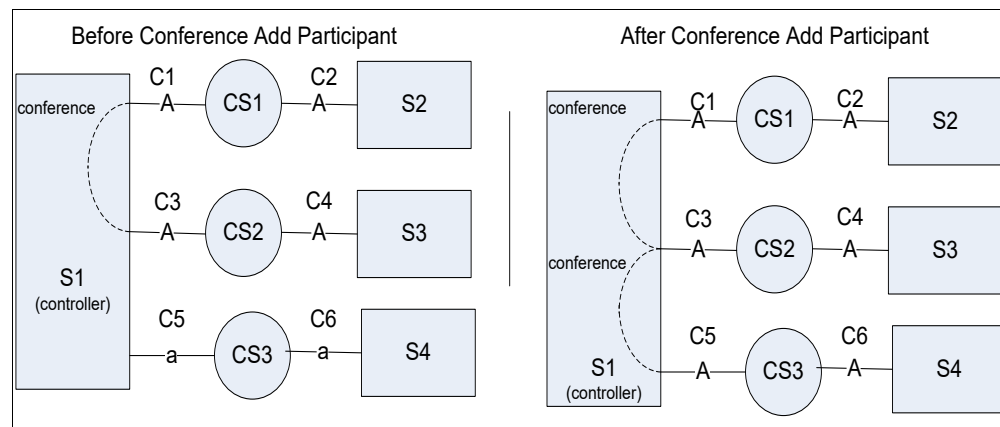 Before Conference Add Participant
C1
C2
conference
A
CS1
A
S2
C3
C4
A
CS2
A
S3
S1
(controller)
C5
C6
a
CS3
a
S4
After Conference Add Participant
conference
C1
C2
A
CS1
A
S2
C3
C4
A
CS2
A
S3
conference
C5
C6
S1
(controller)
A
CS3
A
S4